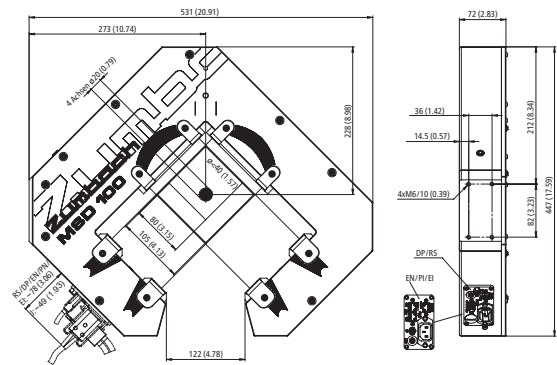 531 (20.91)
273 (10.74)
72 (2.83)
4 Achsen ø20 (0.79)
Zumbach
228 (8.98)
36 (1.42)
14.5 (0.57)
212 (8.34)
447 (17.59)
Zumbach
MSD 100
ø<40 (1.57)
80 (3.15)
105 (4.13)
4xM6/10 (0.39)
82 (3.23)
RS/DP/EN/PN/
EI: ~78 (3.06)
J:~49 (1.93)
DP/RS
EN/PI/EI
122 (4.78)